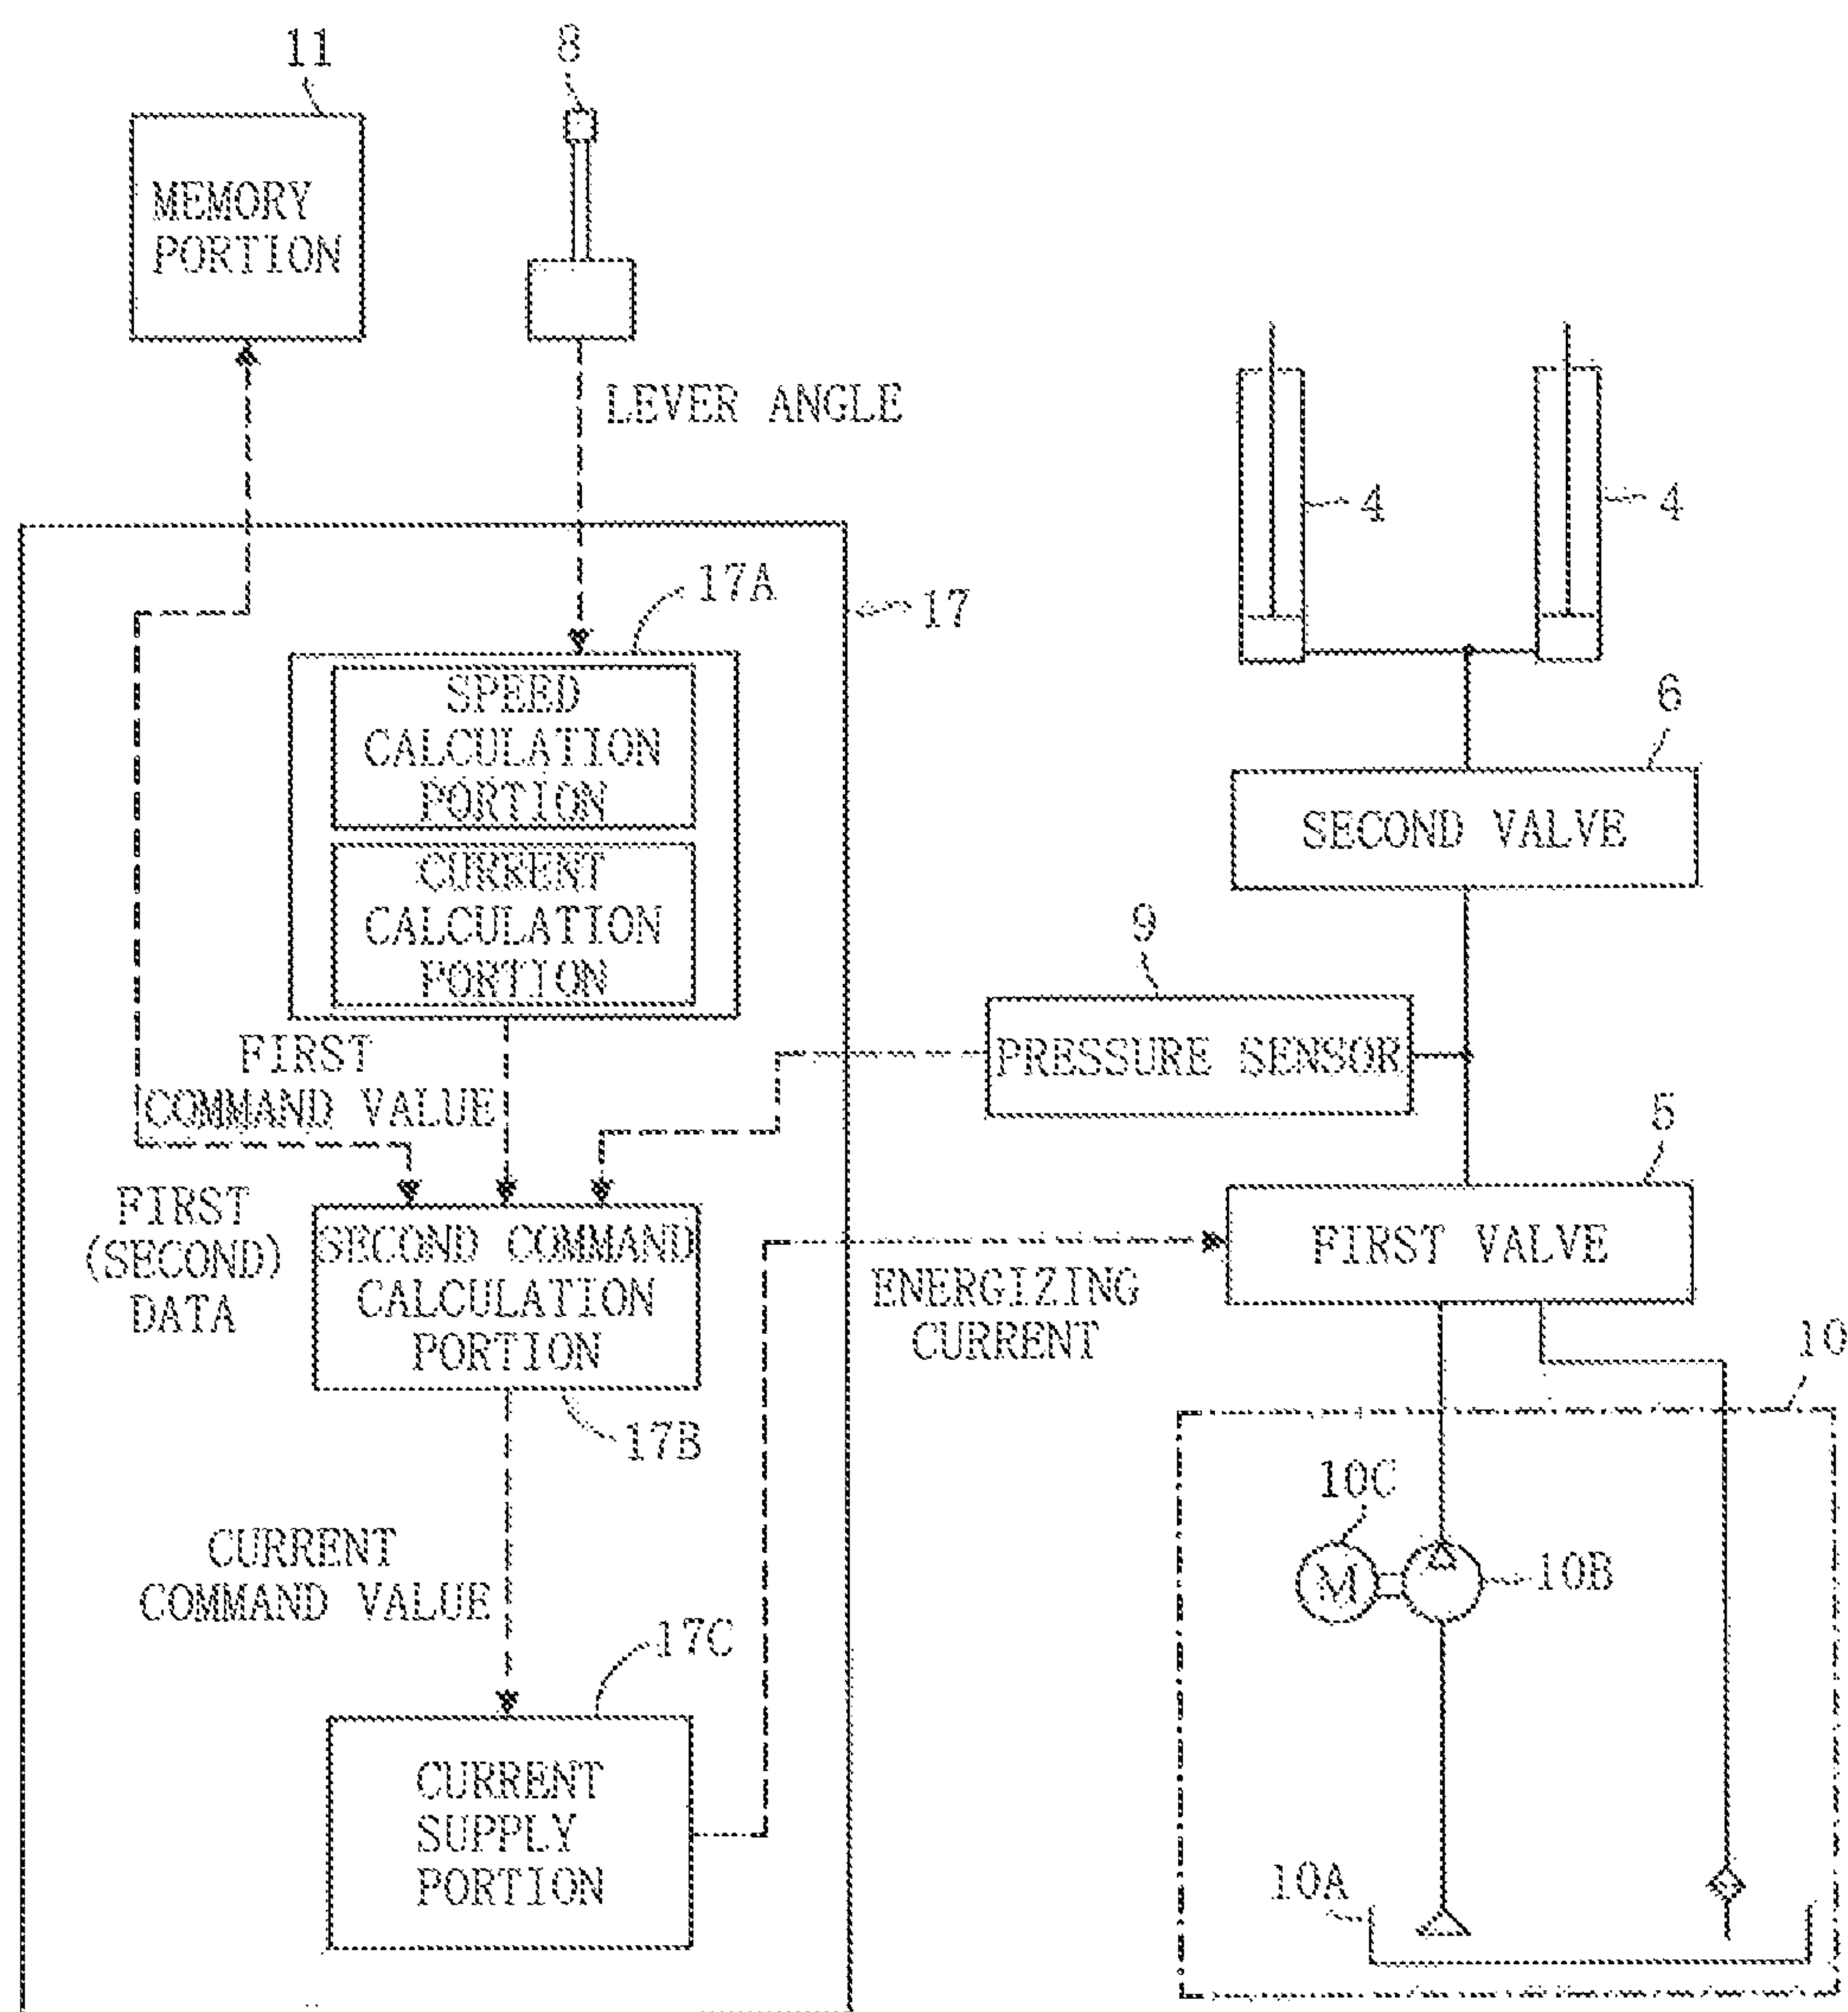 11
8
MEMORY
PORTION
LEVER ANGLE
4
4
17A
17
SPEED
CALCULATION
PORTION
6
SECOND VALVE
CURRENT
CALCULATION
PORTION
9
FIRST
COMMAND VALUE
PRESSURE SENSOR
5
FIRST
(SECOND)
DATA
SECOND COMMAND
CALCULATION
PORTION
FIRST VALVE
ENERGIZING
CURRENT
10
17B
10C
M
10B
CURRENT
COMMAND VALUE
17C
CURRENT
SUPPLY
PORTION
10A